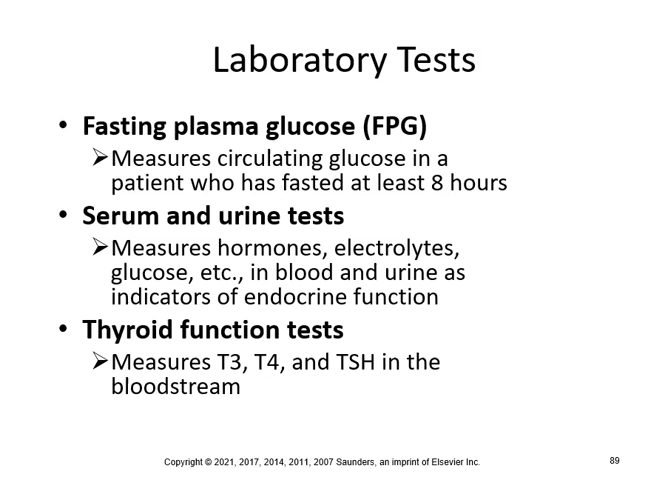 Laboratory Tests
• Fasting plasma glucose (FPG)
➢Measures circulating glucose in a
patient who has fasted at least 8 hours
• Serum and urine tests
➢Measures hormones, electrolytes,
glucose, etc., in blood and urine as
indicators of endocrine function
• Thyroid function tests
➢Measures T3, T4, and TSH in the
bloodstream
Copyright © 2021, 2017, 2014, 2011, 2007 Saunders, an imprint of Elsevier Inc.
89